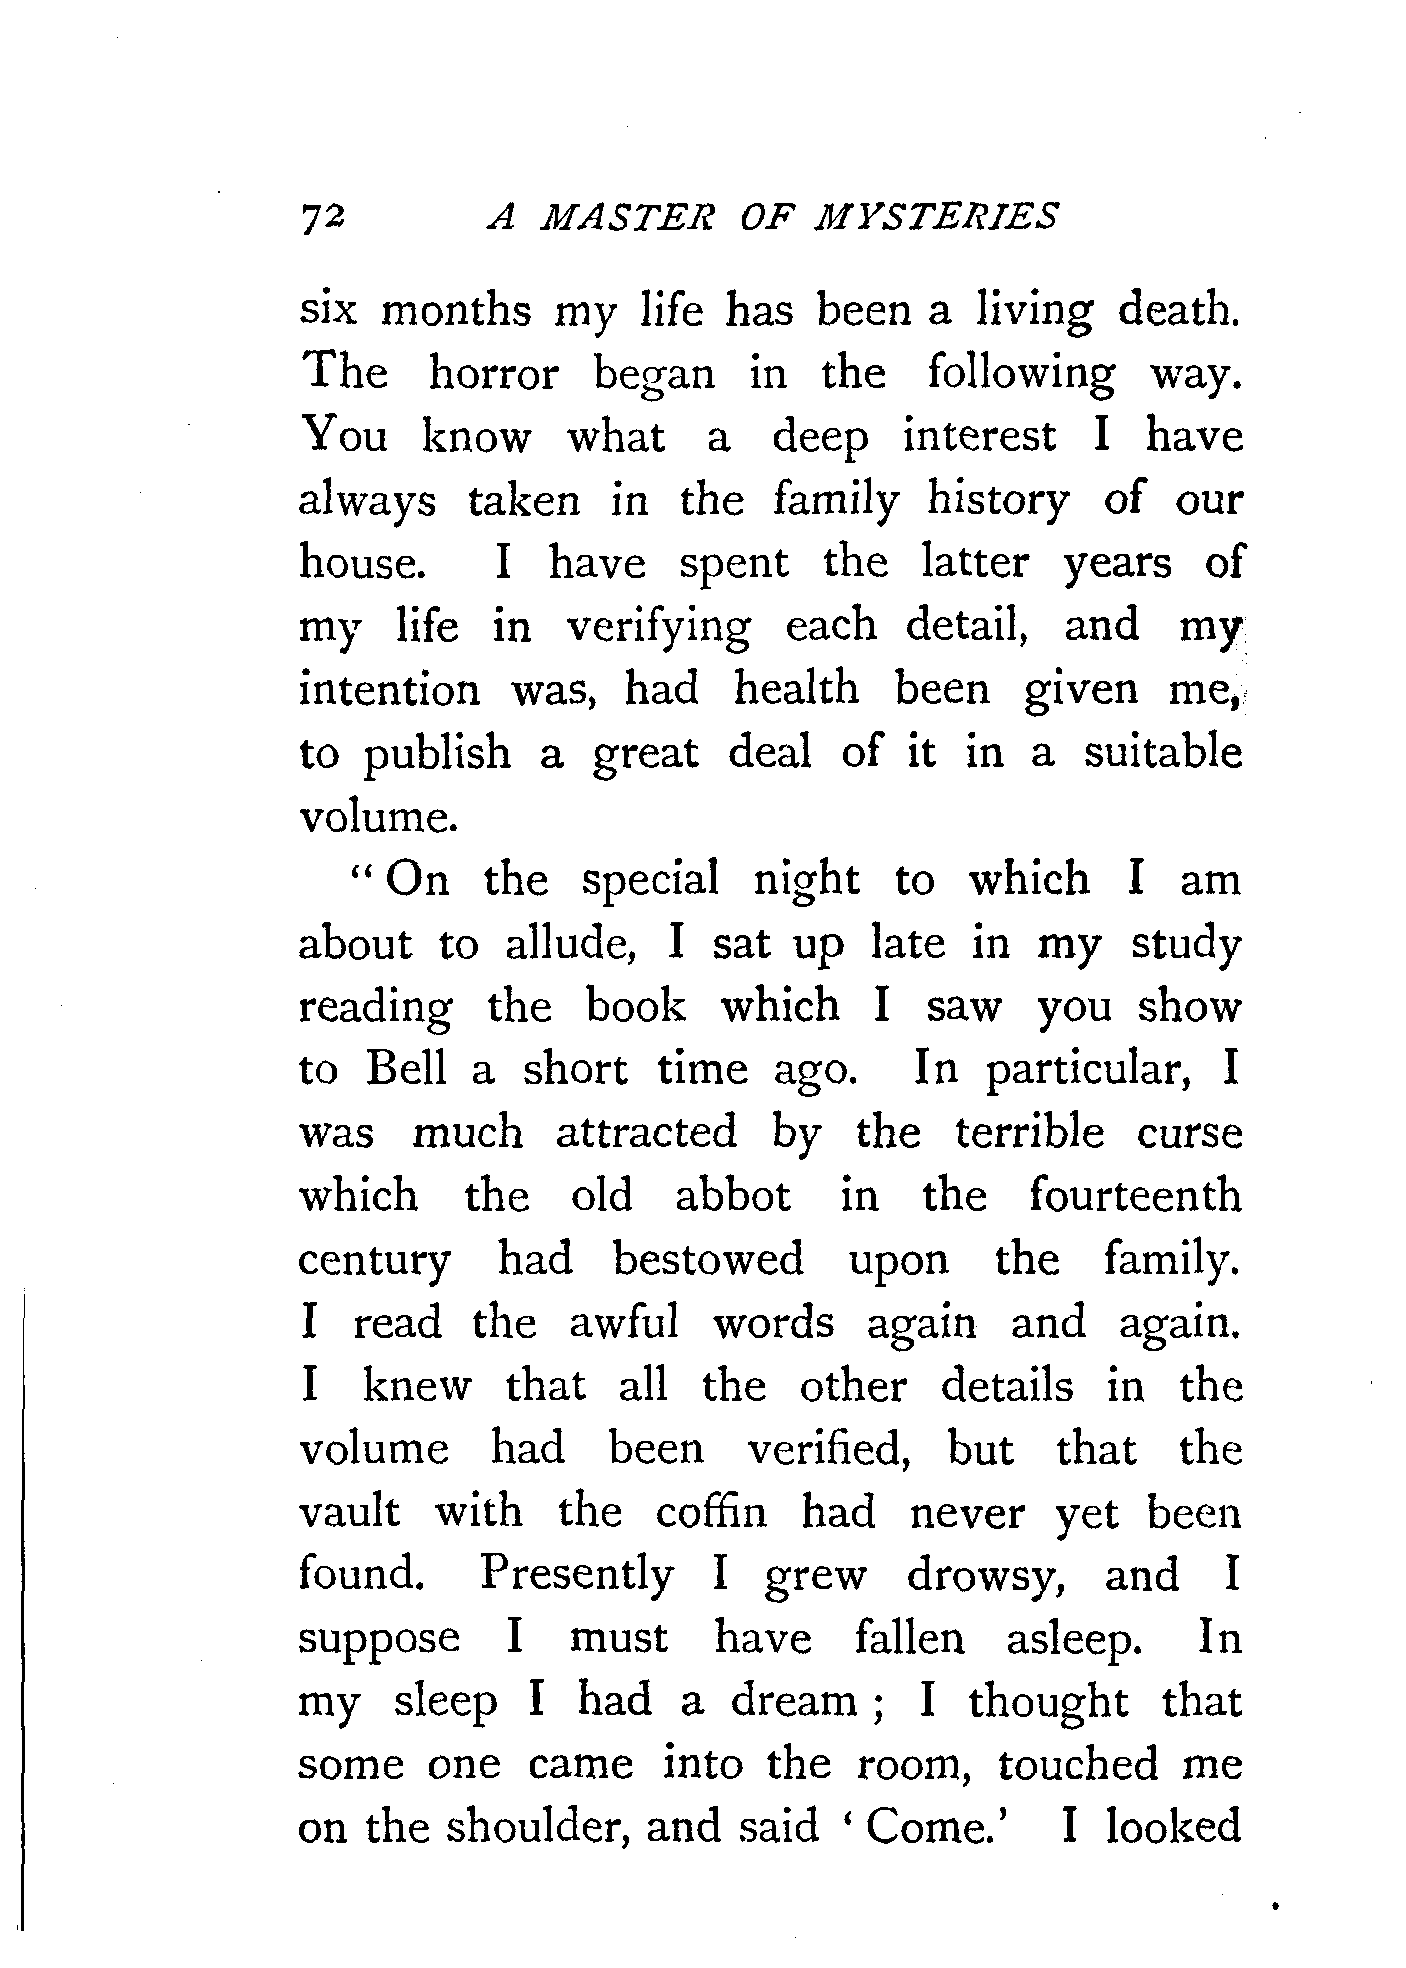 72 A MASTER OF MYSTERIES
six months my life has been a living death.
The horror began in the following way.
You know what a deep interest I have
always taken in the family history of our
house. I have spent the latter years of
my life in verifying each detail, and my
intention was, had health been given me,
to publish a great deal of it in a suitable
volume.
" On the special night to which I am
about to allude, I sat up late in my study
reading the book which I saw you show
to Bell a short time ago. In particular, I
was much attracted by the terrible curse
which the old abbot in the fourteenth
century had bestowed upon the family.
I read the awful words again and again.
I knew that all the other details in the
volume had been verified, but that the
vault with the coffin had never yet been
found. Presently I grew drowsy, and I
suppose I must have fallen asleep. In
my sleep I had a dream ; I thought that
some one came into the room, touched me
on the shoulder, and said ‘ Come.’ I looked